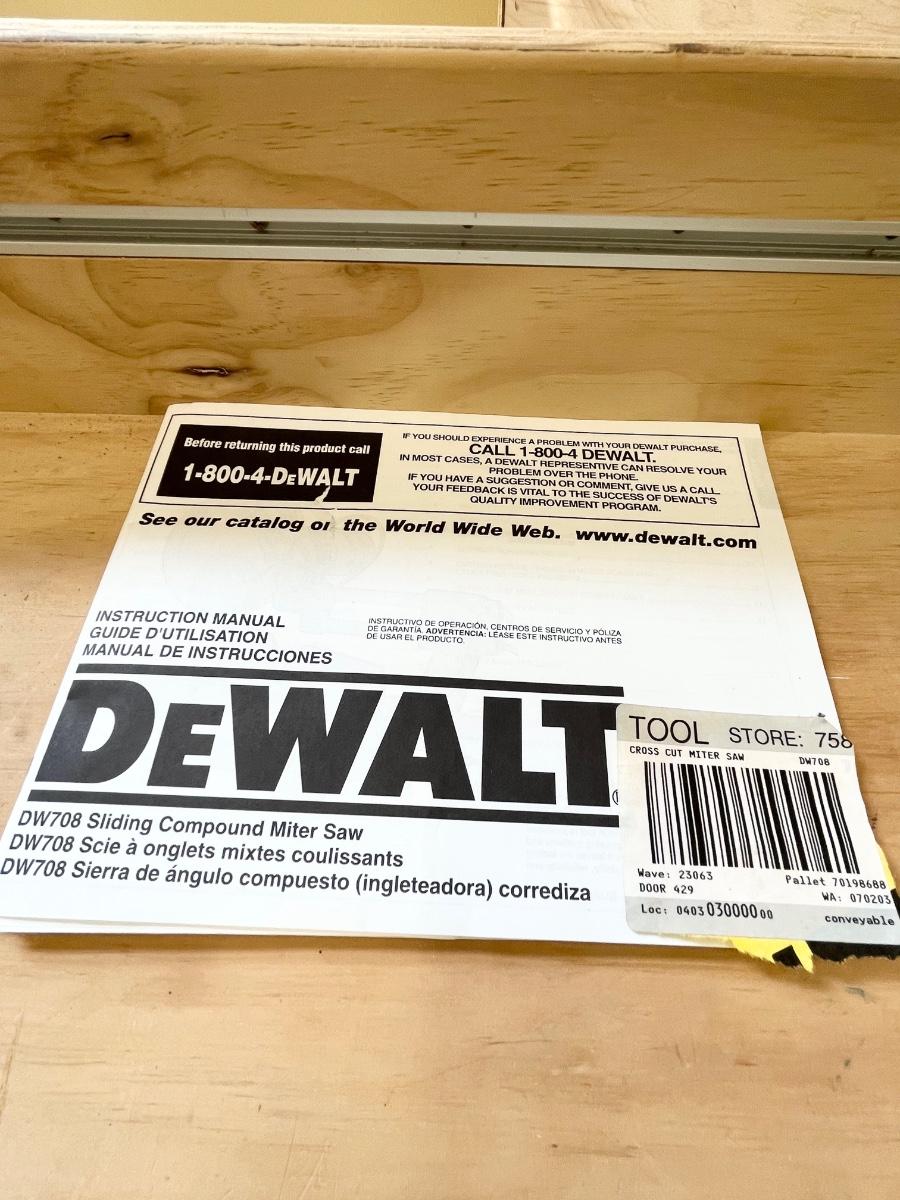 Before returning this product call
1-800-4-DEWALT
IF YOU SHOULD EXPERIENCE A PROBLEM WITH YOUR DEWALT PURCHASE,
CALL 1-800-4 DEWALT.
IN MOST CASES, A DEWALT REPRESENTIVE CAN RESOLVE YOUR
PROBLEM OVER THE PHONE.
IF YOU HAVE A SUGGESTION OR COMMENT, GIVE US A CALL.
YOUR FEEDBACK IS VITAL TO THE SUCCESS OF DEWALT'S
QUALITY IMPROVEMENT PROGRAM.
See our catalog on the World Wide Web. www.dewalt.com
INSTRUCTION MANUAL
GUIDE D'UTILISATION
MANUAL DE INSTRUCCIONES
INSTRUCTIVO DE OPERACIÓN, CENTROS DE SERVICIO Y PÓLIZA
DE GARANTÍA. ADVERTENCIA: LÉASE ESTE INSTRUCTIVO ANTES
DE USAR EL PRODUCTO.
DEWALT®
DW708 Sliding Compound Miter Saw
DW708 Scie à onglets mixtes coulissants
DW708 Sierra de ángulo compuesto (ingleteadora) corrediza
TOOL STORE: 758
CROSS CUT MITER SAW DW708
Wave: 23063 Pallet 70198688
DOOR 429 WA: 070203
Loc: 0403 030000 00 conveyable